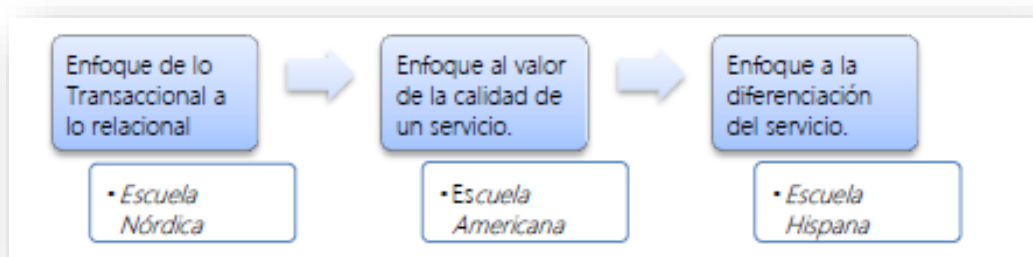 Enfoque de lo
Transaccional a
lo relacional
• Escuela
Nórdica
Enfoque al valor
de la calidad de
un servicio.
• Escuela
Americana
Enfoque a la
diferenciación
del servicio.
• Escuela
Hispana